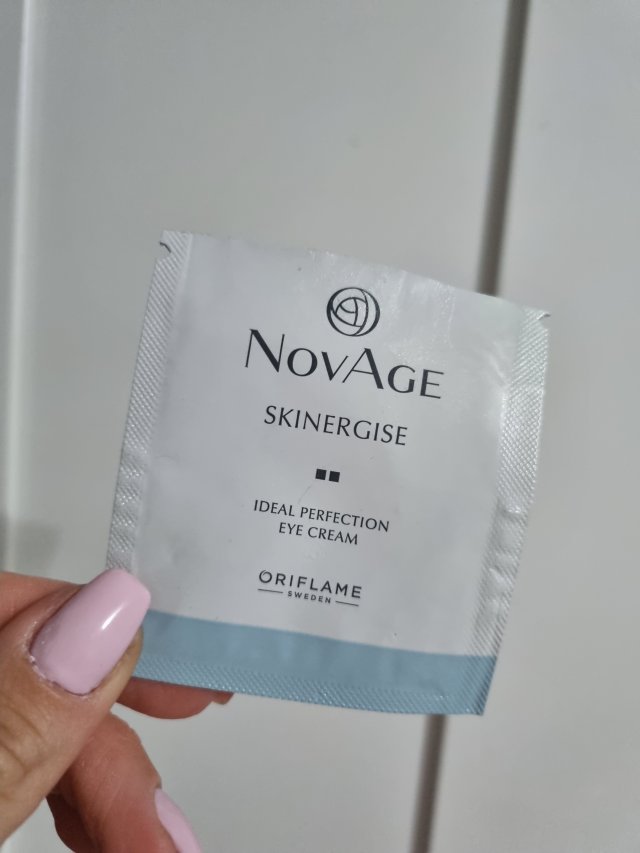 NOVAGE
SKINERGISE
IDEAL PERFECTION
EYE CREAM
ORIFLAME
SWEDEN